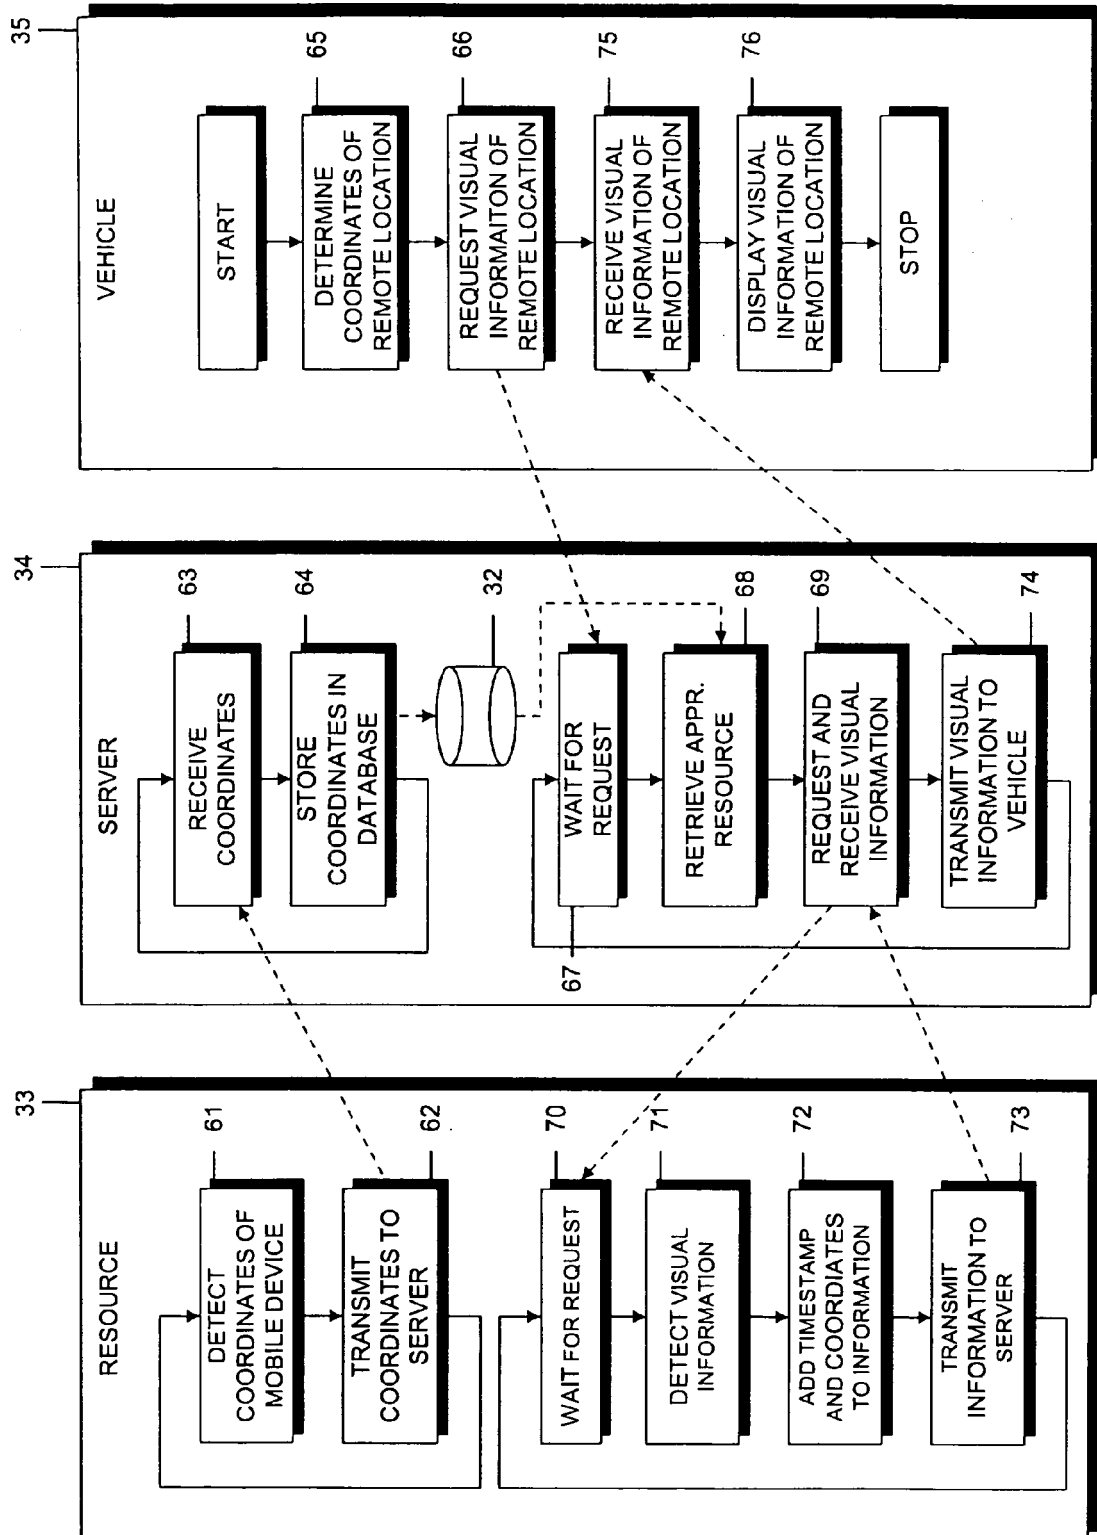 33
RESOURCE
61
DETECT
COORDINATES OF
MOBILE DEVICE
62
TRANSMIT
COORDINATES TO
SERVER
70
WAIT FOR REQUEST
71
DETECT VISUAL
INFORMATION
72
ADD TIMESTAMP
AND COORDIATES
TO INFORMATION
73
TRANSMIT
INFORMATION TO
SERVER
34
SERVER
63
RECEIVE
COORDINATES
64
STORE
COORDINATES IN
DATABASE
32
67
WAIT FOR
REQUEST
68
RETRIEVE APPR.
RESOURCE
69
REQUEST AND
RECEIVE VISUAL
INFORMATION
74
TRANSMIT VISUAL
INFORMATION TO
VEHICLE
35
VEHICLE
START
65
DETERMINE
COORDINATES OF
REMOTE LOCATION
66
REQUEST VISUAL
INFORMAITON OF
REMOTE LOCATION
75
RECEIVE VISUAL
INFORMATION OF
REMOTE LOCATION
76
DISPLAY VISUAL
INFORMATION OF
REMOTE LOCATION
STOP